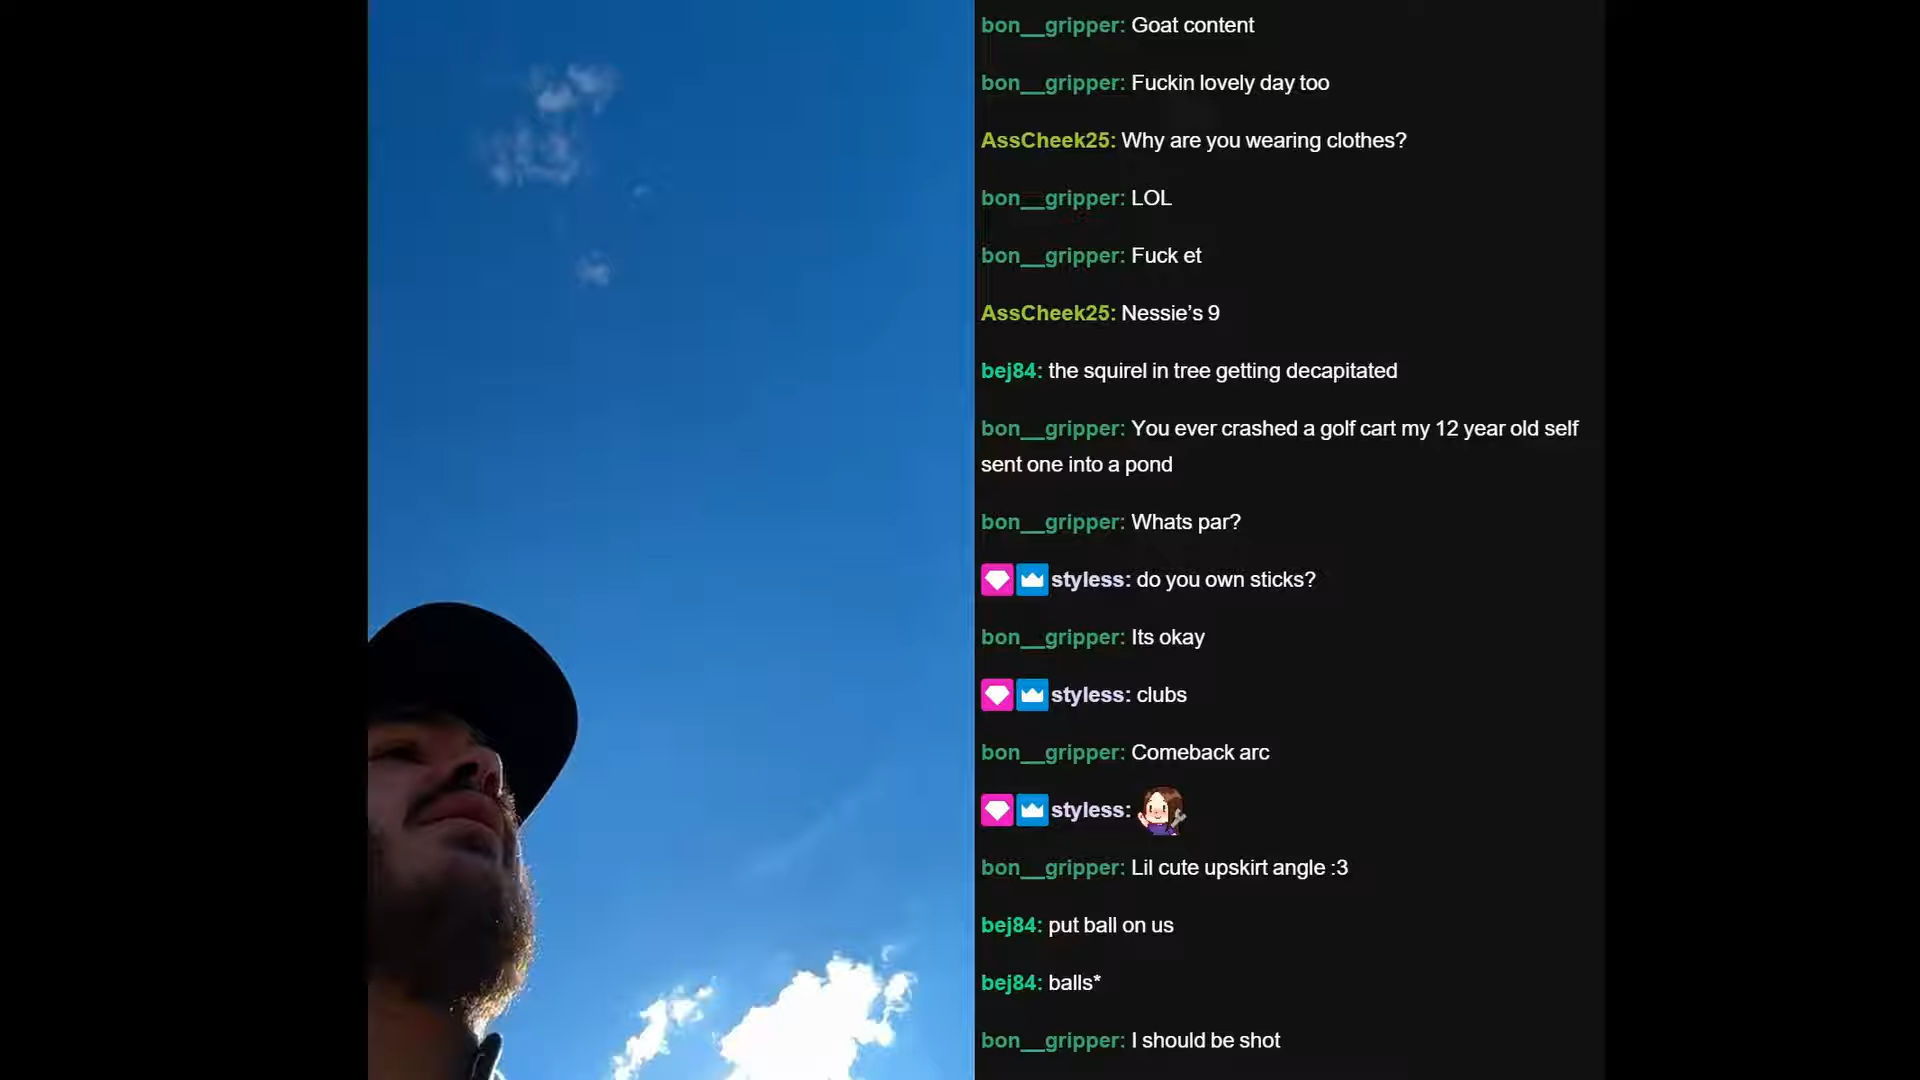 bon__gripper: Goat content
bon__gripper: Fuckin lovely day too
AssCheek25: Why are you wearing clothes?
bon__gripper: LOL
bon__gripper: Fuck et
AssCheek25: Nessie’s 9
bej84: the squirel in tree getting decapitated
bon__gripper: You ever crashed a golf cart my 12 year old self
sent one into a pond
bon__gripper: Whats par?
styless: do you own sticks?
bon__gripper: Its okay
styless: clubs
bon__gripper: Comeback arc
styless:
bon__gripper: Lil cute upskirt angle :3
bej84: put ball on us
bej84: balls*
bon__gripper: I should be shot